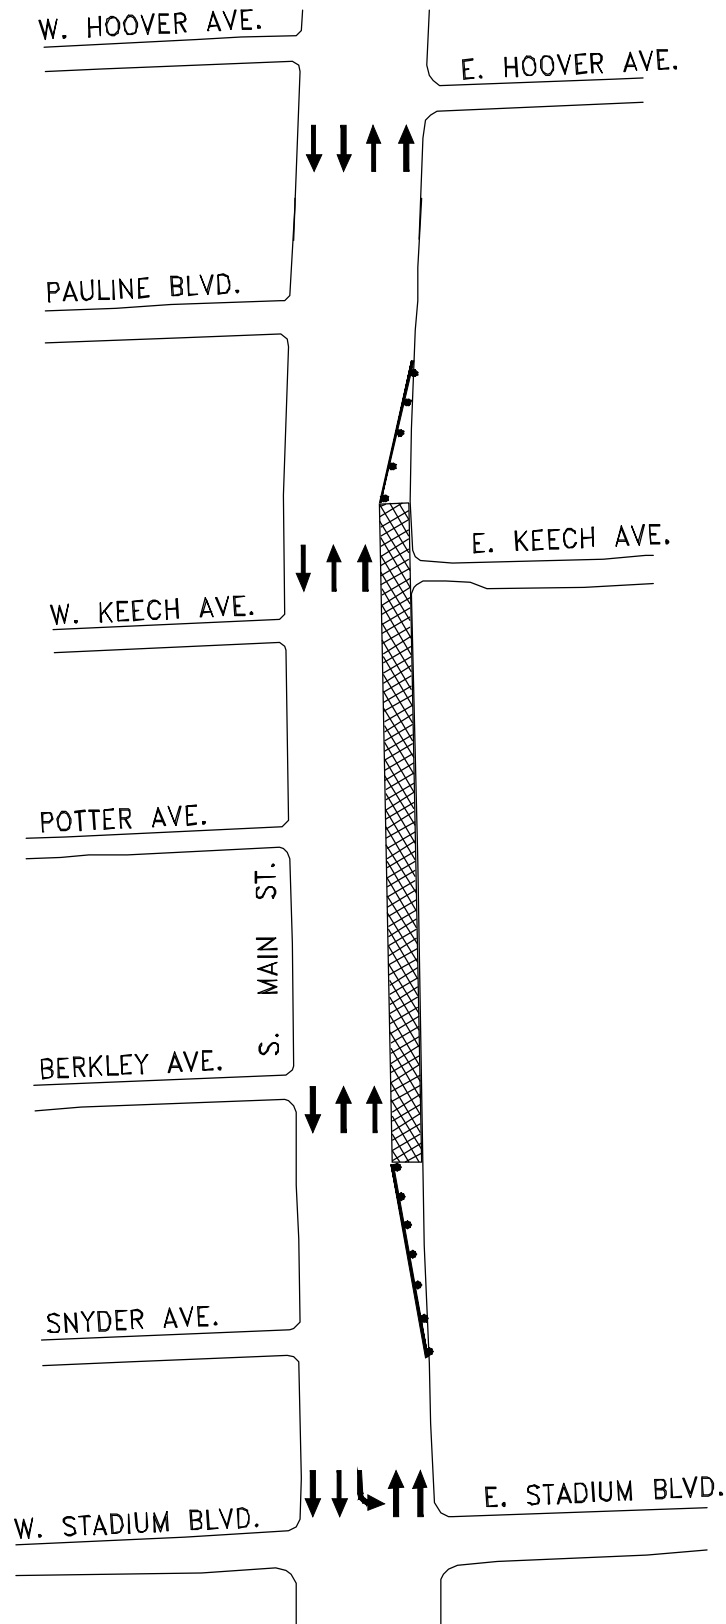 W. HOOVER AVE.
E. HOOVER AVE.
PAULINE BLVD.
E. KEECH AVE.
W. KEECH AVE.
POTTER AVE.
S. MAIN ST.
BERKLEY AVE.
SNYDER AVE.
E. STADIUM BLVD.
W. STADIUM BLVD.